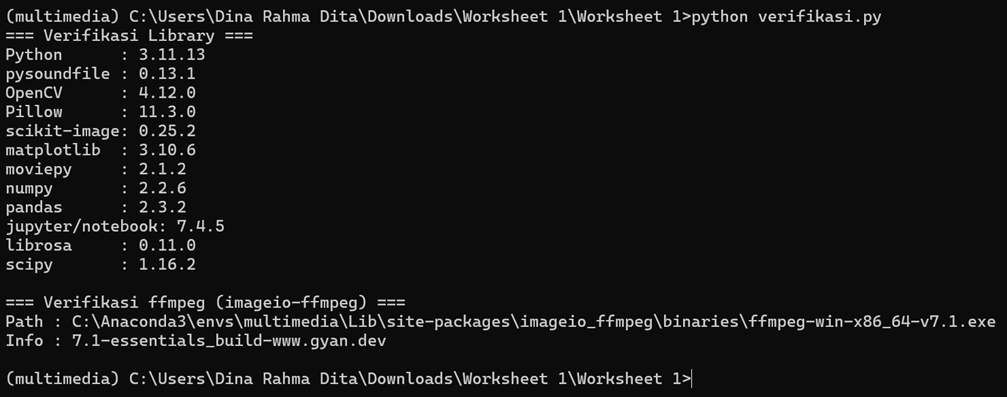 (multimedia) C:\Users\Dina Rahma Dita\Downloads\Worksheet 1\Worksheet 1>python verifikasi.py
=== Verifikasi Library ===
Python      : 3.11.13
pysoundfile : 0.13.1
OpenCV      : 4.12.0
Pillow      : 11.3.0
scikit-image: 0.25.2
matplotlib  : 3.10.6
moviepy     : 2.1.2
numpy       : 2.2.6
pandas      : 2.3.2
jupyter/notebook: 7.4.5
librosa     : 0.11.0
scipy       : 1.16.2
=== Verifikasi ffmpeg (imageio-ffmpeg) ===
Path : C:\Anaconda3\envs\multimedia\Lib\site-packages\imageio_ffmpeg\binaries\ffmpeg-win-x86_64-v7.1.exe
Info : 7.1-essentials_build-www.gyan.dev
(multimedia) C:\Users\Dina Rahma Dita\Downloads\Worksheet 1\Worksheet 1>